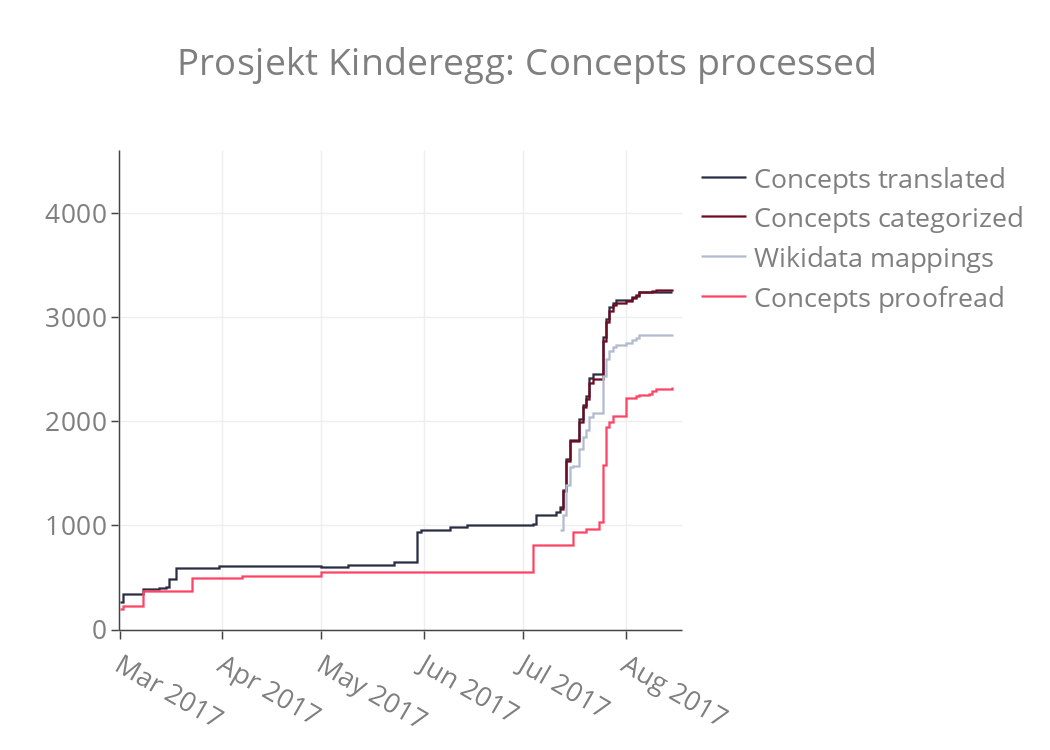 Prosjekt Kinderegg: Concepts processed
Concepts translated
Concepts categorized
Wikidata mappings
Concepts proofread
4000
3000
2000
1000
0
Mar 2017
Apr 2017
May 2017
Jun 2017
Jul 2017
Aug 2017